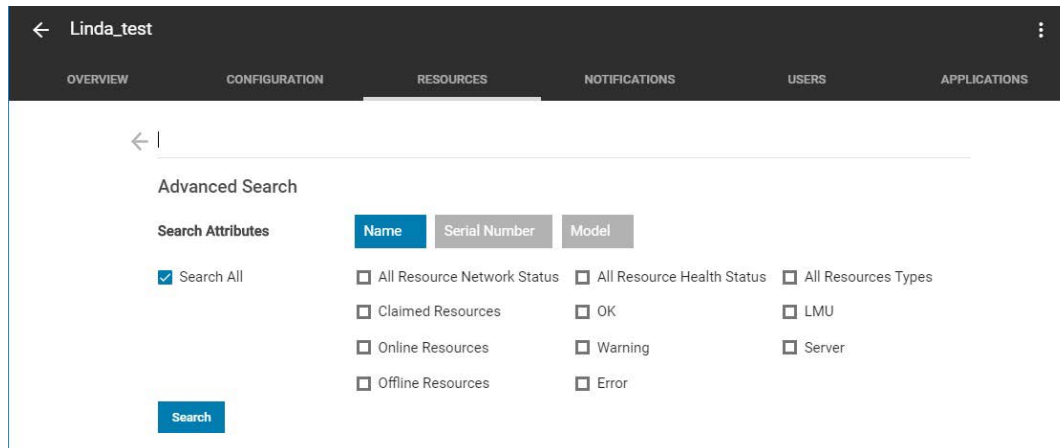 Linda_test
OVERVIEW CONFIGURATION RESOURCES NOTIFICATIONS USERS APPLICATIONS
Advanced Search
Search Attributes Name Serial Number Model
Search All All Resource Network Status All Resource Health Status All Resources Types
Claimed Resources OK LMU
Online Resources Warning Server
Offline Resources Error
Search